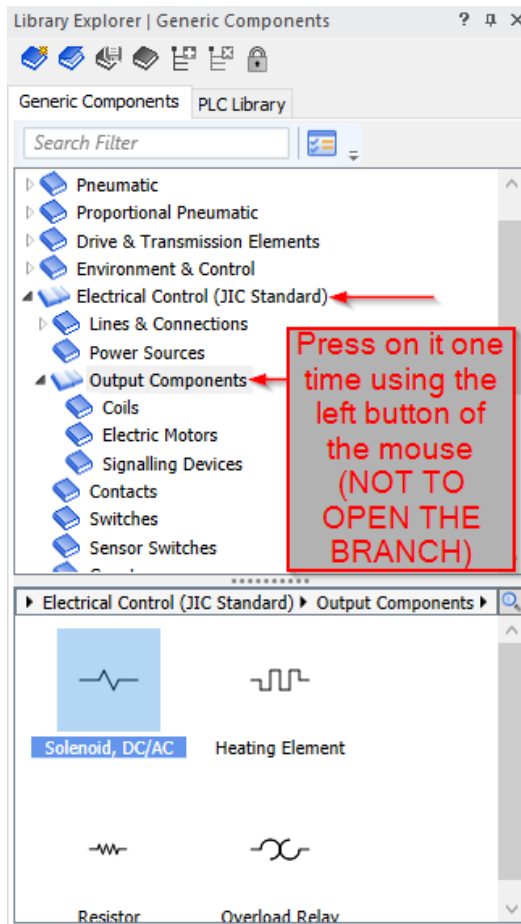 Library Explorer | Generic Components
Generic Components PLC Library
Search Filter
Pneumatic
Proportional Pneumatic
Drive & Transmission Elements
Environment & Control
Electrical Control (JIC Standard)
Lines & Connections
Power Sources
Output Components
Coils
Electric Motors
Signalling Devices
Contacts
Switches
Sensor Switches
Press on it one
time using the
left button of
the mouse
(NOT TO
OPEN THE
BRANCH)
Electrical Control (JIC Standard) Output Components
Solenoid, DC/AC Heating Element
Resistor Overload Relay